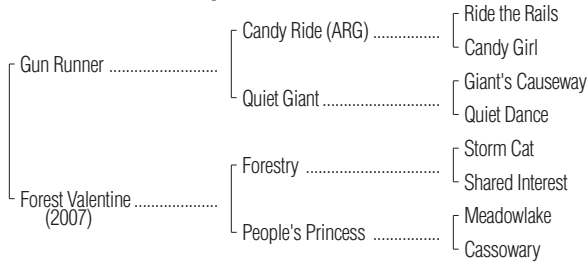 Ride the Rails
Candy Ride (ARG) ................
Candy Girl
Gun Runner ..........................
Giant's Causeway
Quiet Giant .........................
Quiet Dance
Storm Cat
Forestry .............................
Shared Interest
Forest Valentine ....................
(2007)
Meadowlake
People's Princess ................
Cassowary